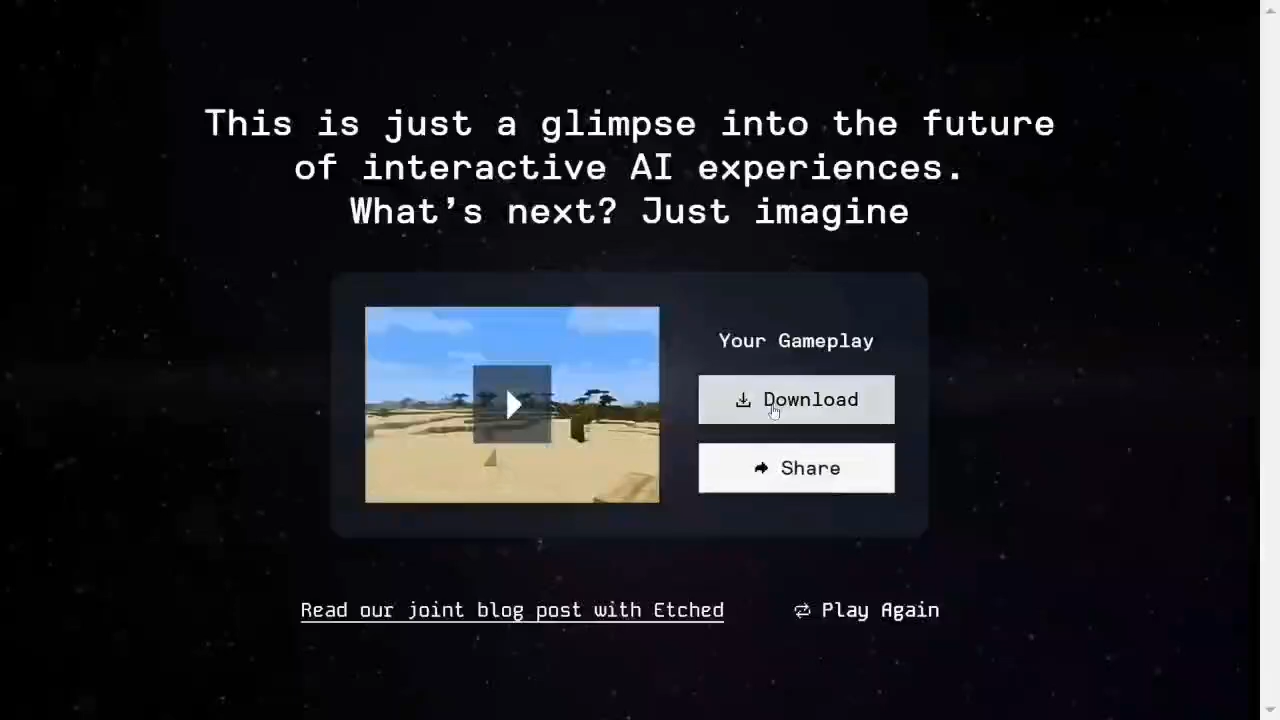 This is just a glimpse into the future
of interactive AI experiences.
What’s next? Just imagine
Your Gameplay
Download
Share
Read our joint blog post with Etched
Play Again